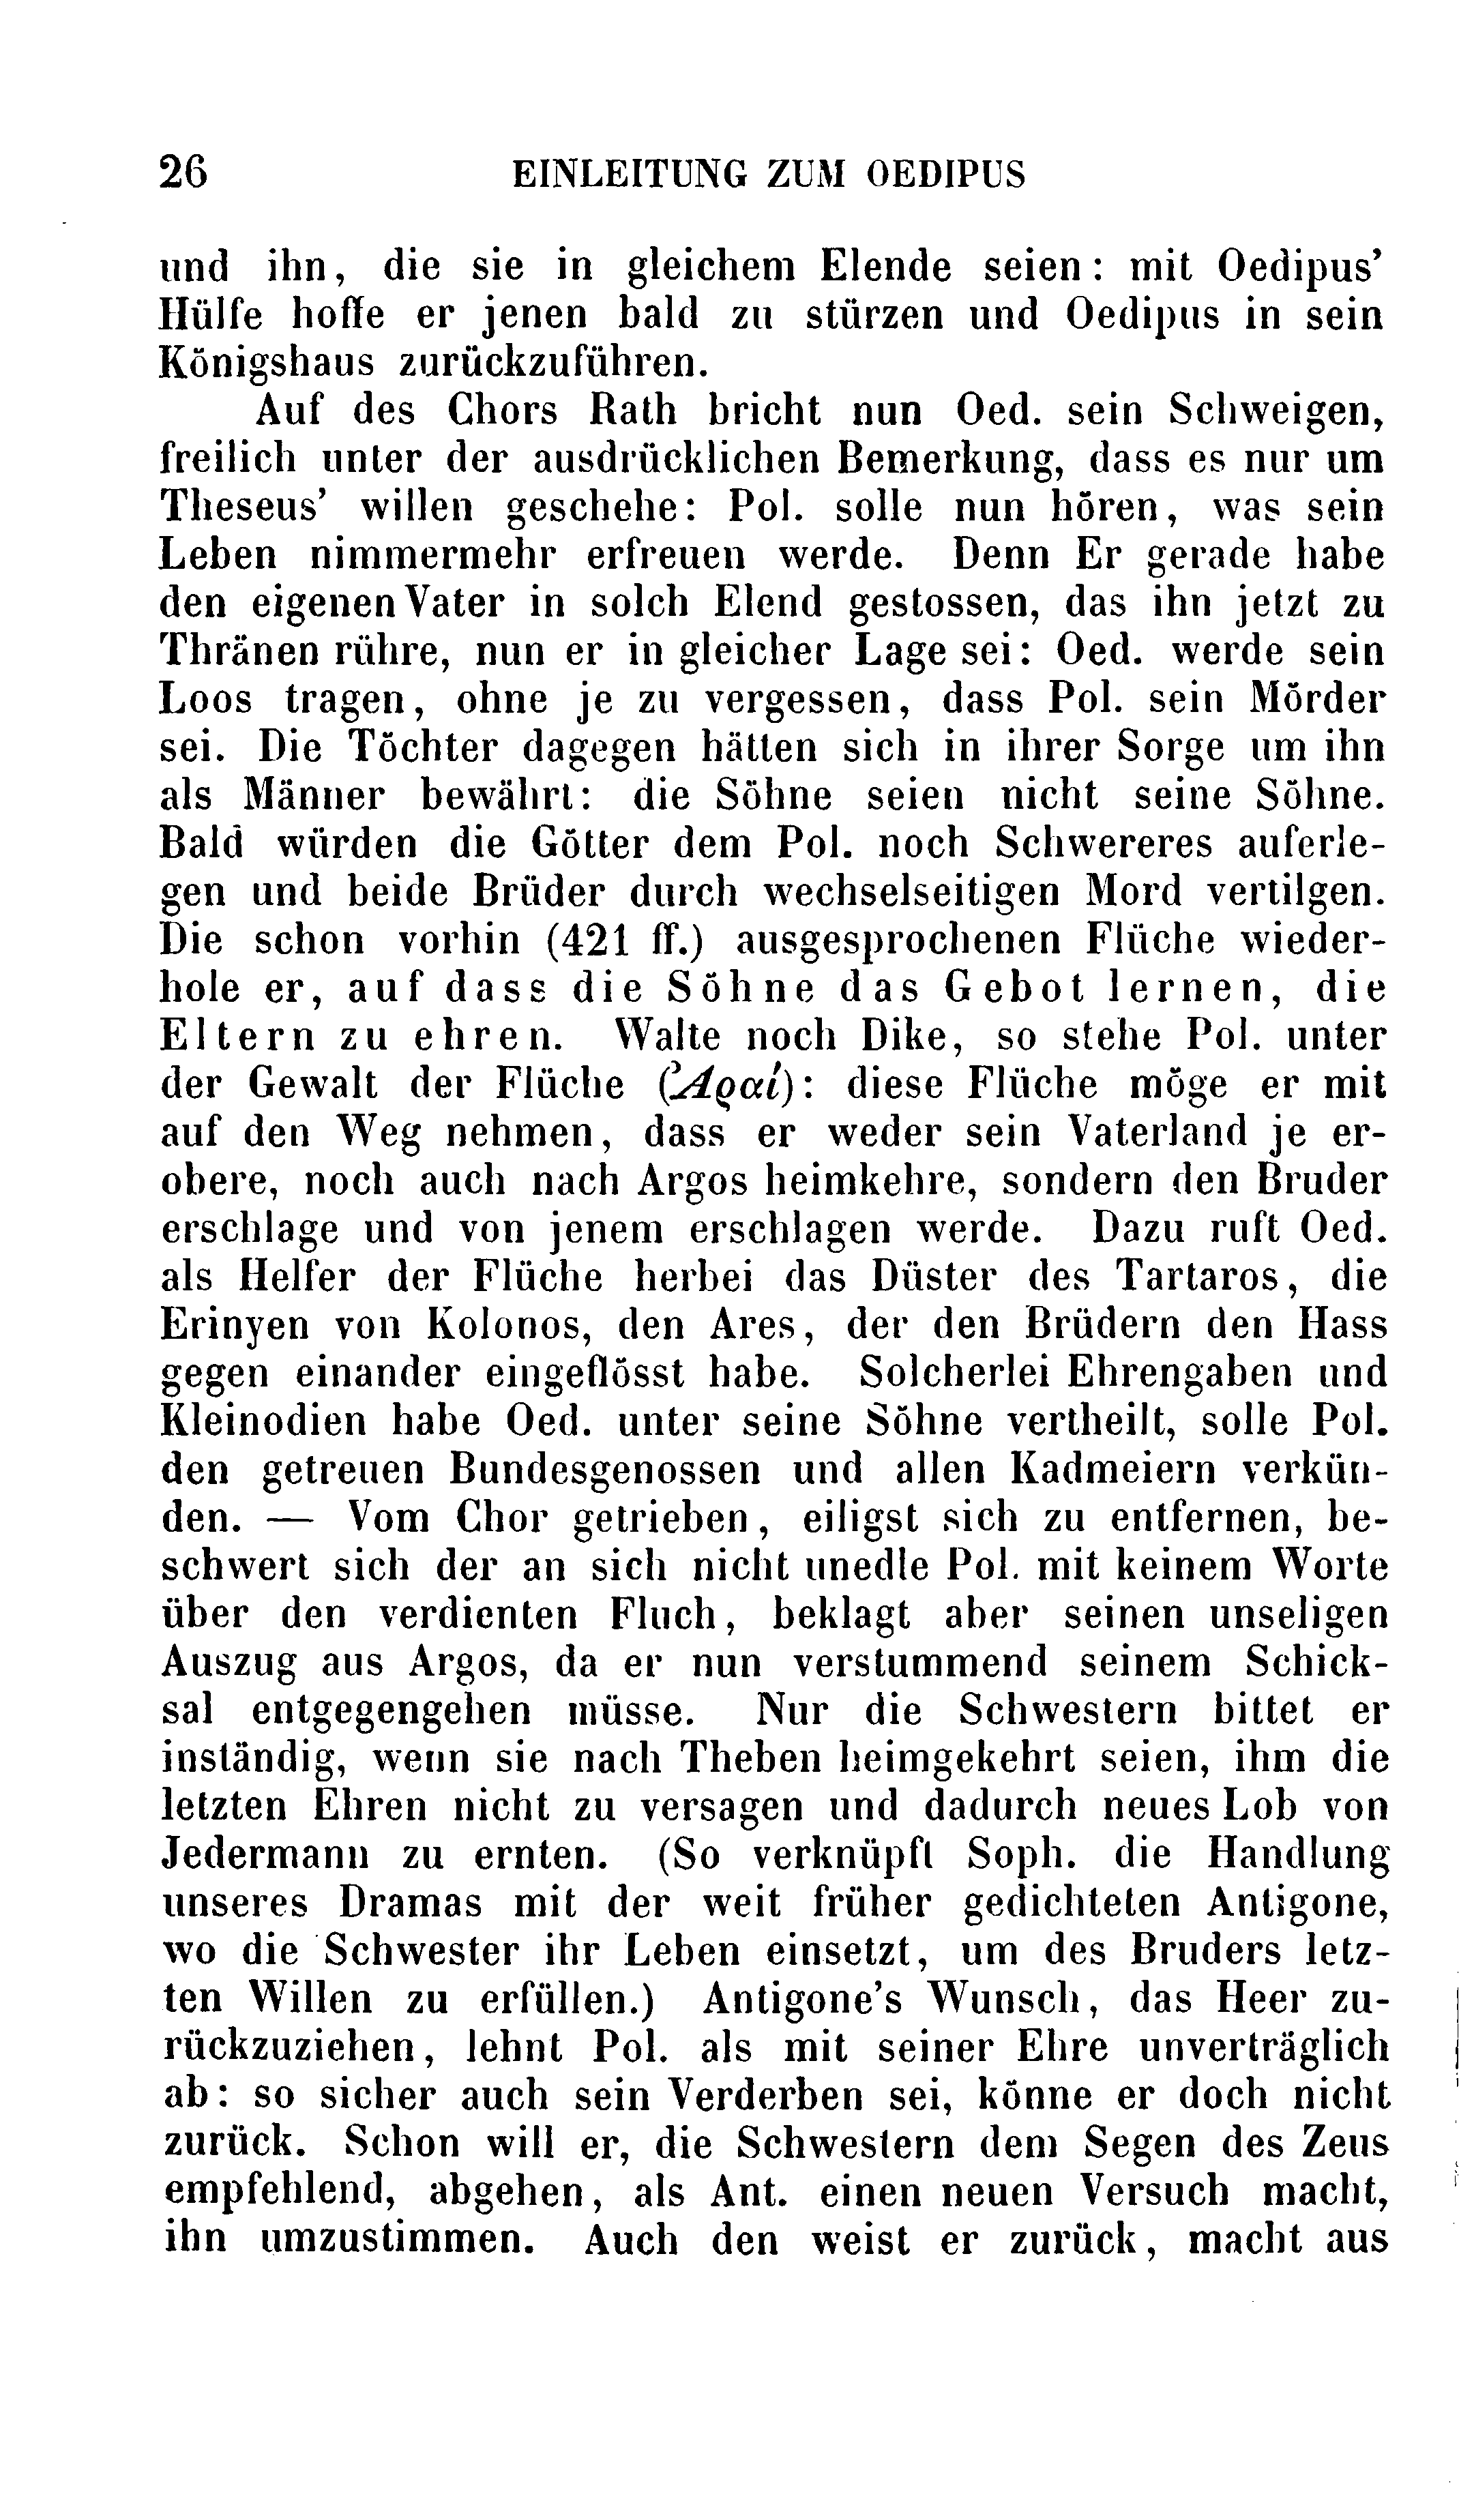 26 EINLEITUNG ZUM OEDIPUS
und ihn, die sie in gleichem Elende seien: mit Oedipus'
Hülfe hoffe er jenen bald zu stürzen und Oedipus in sein
Königshaus zurückzuführen.
Auf des Chors Rath bricht nun Oed. sein Schweigen,
freilich unter der ausdrücklichen Bemerkung, dass es nur um
Theseus' willen geschehe: Pol. solle nun hören, was sein
Leben nimmermehr erfreuen werde. Denn Er gerade habe
den eigenen Vater in solch Elend gestossen, das ihn jetzt zu
Thränen rühre, nun er in gleicher Lage sei: Oed. werde sein
Loos tragen, ohne je zu vergessen, dass Pol. sein Mörder
sei. Die Töchter dagegen hätten sich in ihrer Sorge um ihn
als Männer bewährt: die Söhne seien nicht seine Söhne.
Bald würden die Götter dem Pol. noch Schwereres auferle-
gen und beide Brüder durch wechselseitigen Mord vertilgen.
Die schon vorhin (421 ff.) ausgesprochenen Flüche wieder-
hole er, auf dass die Söhne das Gebot lernen, die
Eltern zu ehren. Walte noch Dike, so stehe Pol. unter
der Gewalt der Flüche (Ἀραί): diese Flüche möge er mit
auf den Weg nehmen, dass er weder sein Vaterland je er-
obere, noch auch nach Argos heimkehre, sondern den Bruder
erschlage und von jenem erschlagen werde. Dazu ruft Oed.
als Helfer der Flüche herbei das Düster des Tartaros, die
Erinyen von Kolonos, den Ares, der den Brüdern den Hass
gegen einander eingeflösst habe. Solcherlei Ehrengaben und
Kleinodien habe Oed. unter seine Söhne vertheilt, solle Pol.
den getreuen Bundesgenossen und allen Kadmeiern verkün-
den. — Vom Chor getrieben, eiligst sich zu entfernen, be-
schwert sich der an sich nicht unedle Pol. mit keinem Worte
über den verdienten Fluch, beklagt aber seinen unseligen
Auszug aus Argos, da er nun verstummend seinem Schick-
sal entgegengehen müsse. Nur die Schwestern bittet er
inständig, wenn sie nach Theben heimgekehrt seien, ihm die
letzten Ehren nicht zu versagen und dadurch neues Lob von
Jedermann zu ernten. (So verknüpft Soph. die Handlung
unseres Dramas mit der weit früher gedichteten Antigone,
wo die Schwester ihr Leben einsetzt, um des Bruders letz-
ten Willen zu erfüllen.) Antigone's Wunsch, das Heer zu-
rückzuziehen, lehnt Pol. als mit seiner Ehre unverträglich
ab: so sicher auch sein Verderben sei, könne er doch nicht
zurück. Schon will er, die Schwestern dem Segen des Zeus
empfehlend, abgehen, als Ant. einen neuen Versuch macht,
ihn umzustimmen. Auch den weist er zurück, macht aus